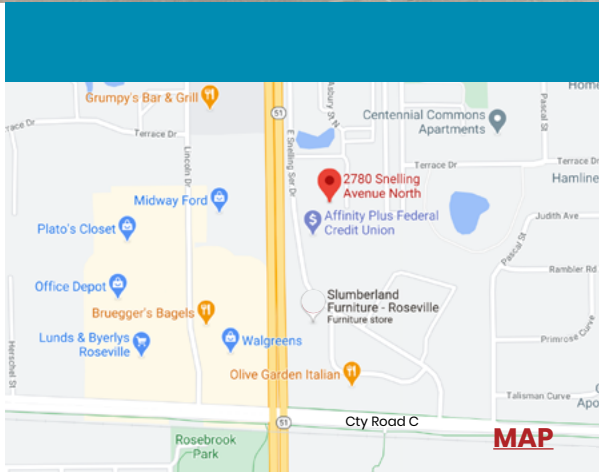 Grumpy's Bar & Grill
51
Asbury St N
E Snelling Ser Dr
Centennial Commons
Apartments
Pascal St
Terrace Dr
Lincoln Dr
Terrace Dr
Terrace Dr
2780 Snelling
Avenue North
Hamline
Midway Ford
Affinity Plus Federal
Credit Union
Judith Ave
Plato's Closet
Pascal St
Rambler Rd
Office Depot
Slumberland
Furniture - Roseville
Furniture store
Bruegger's Bagels
Lunds & Byerlys
Roseville
Walgreens
Primrose Curve
Herschel St
Olive Garden Italian
Talisman Curve
51
Cty Road C
Rosebrook
Park
MAP